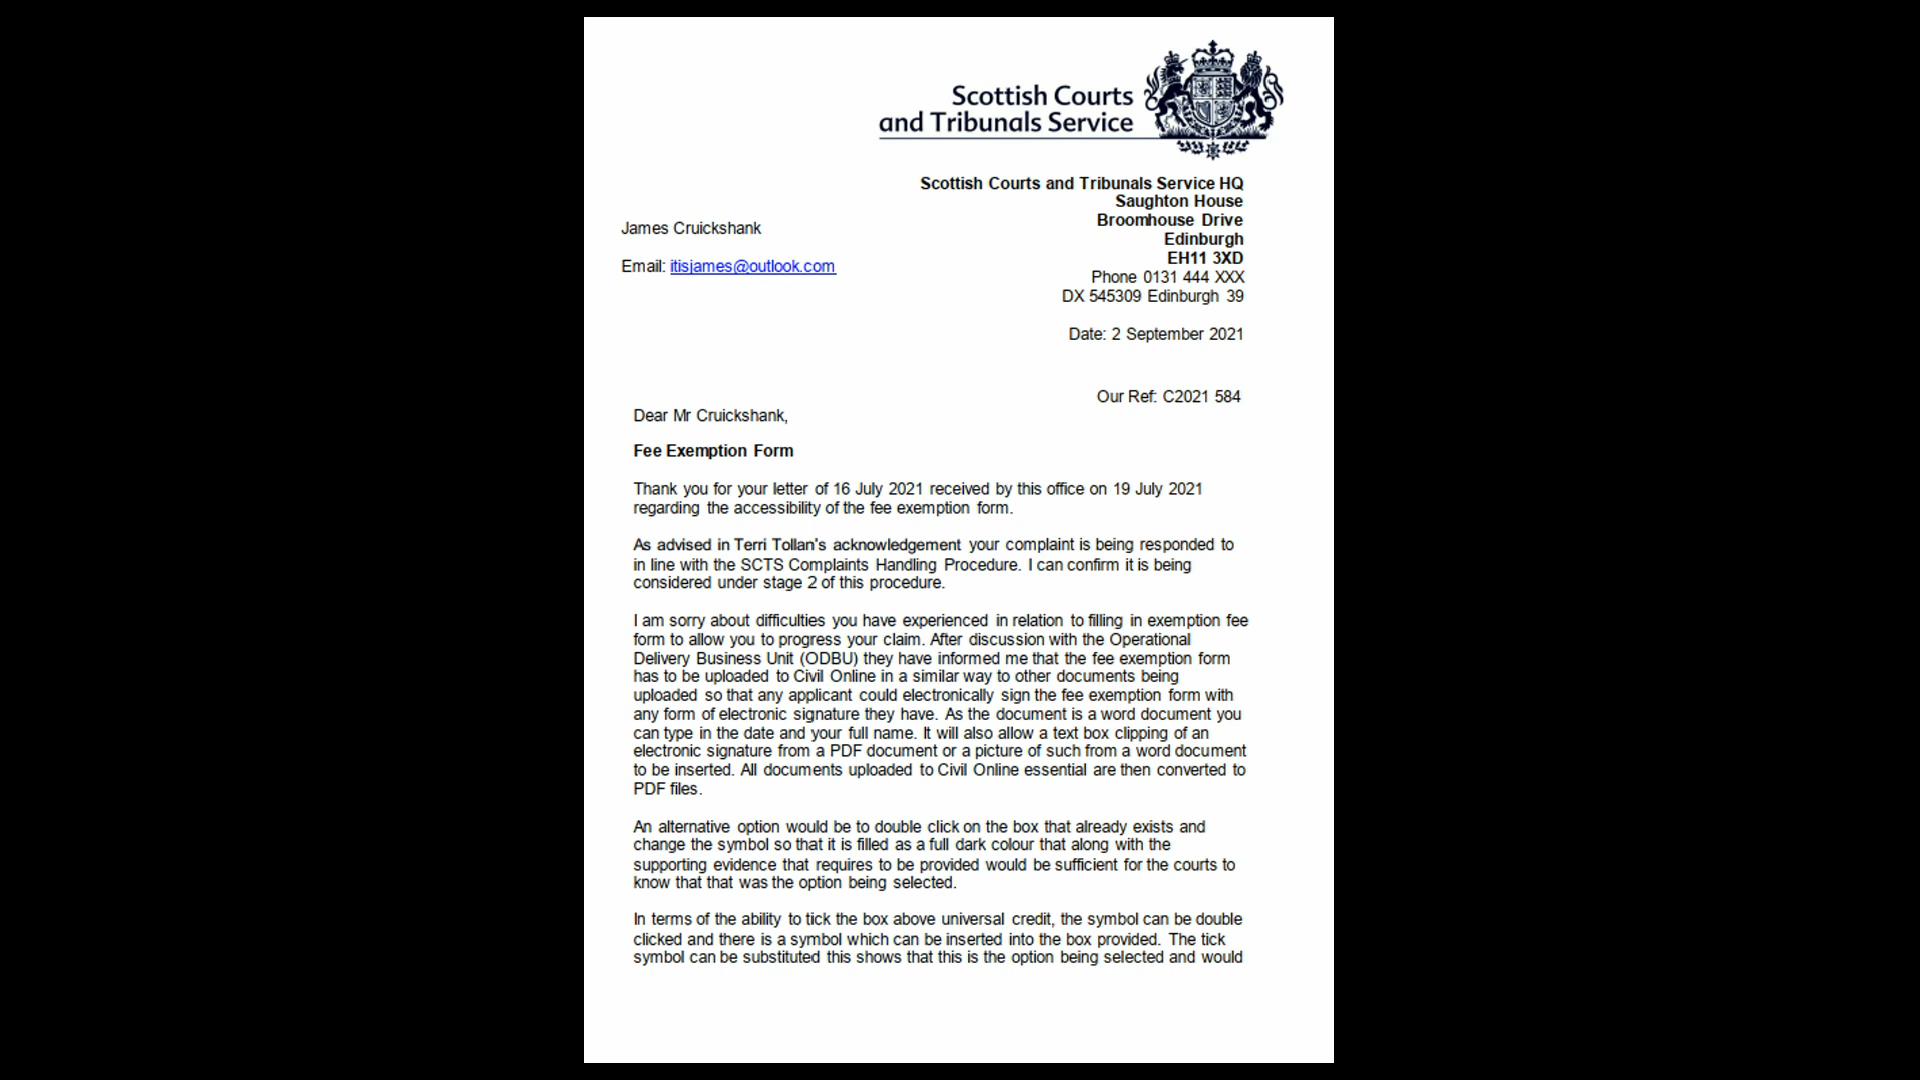 Scottish Courts
and Tribunals Service
Scottish Courts and Tribunals Service HQ
Saughton House
Broomhouse Drive
Edinburgh
EH11 3XD
Phone 0131 444 XXX
DX 545309 Edinburgh 39
James Cruickshank
Email: itisjames@outlook.com
Date: 2 September 2021
Our Ref: C2021 584
Dear Mr Cruickshank,
Fee Exemption Form
Thank you for your letter of 16 July 2021 received by this office on 19 July 2021
regarding the accessibility of the fee exemption form.
As advised in Terri Tollan's acknowledgement your complaint is being responded to
in line with the SCTS Complaints Handling Procedure. I can confirm it is being
considered under stage 2 of this procedure.
I am sorry about difficulties you have experienced in relation to filling in exemption fee
form to allow you to progress your claim. After discussion with the Operational
Delivery Business Unit (ODBU) they have informed me that the fee exemption form
has to be uploaded to Civil Online in a similar way to other documents being
uploaded so that any applicant could electronically sign the fee exemption form with
any form of electronic signature they have. As the document is a word document you
can type in the date and your full name. It will also allow a text box clipping of an
electronic signature from a PDF document or a picture of such from a word document
to be inserted. All documents uploaded to Civil Online essential are then converted to
PDF files.
An alternative option would be to double click on the box that already exists and
change the symbol so that it is filled as a full dark colour that along with the
supporting evidence that requires to be provided would be sufficient for the courts to
know that that was the option being selected.
In terms of the ability to tick the box above universal credit, the symbol can be double
clicked and there is a symbol which can be inserted into the box provided. The tick
symbol can be substituted this shows that this is the option being selected and would